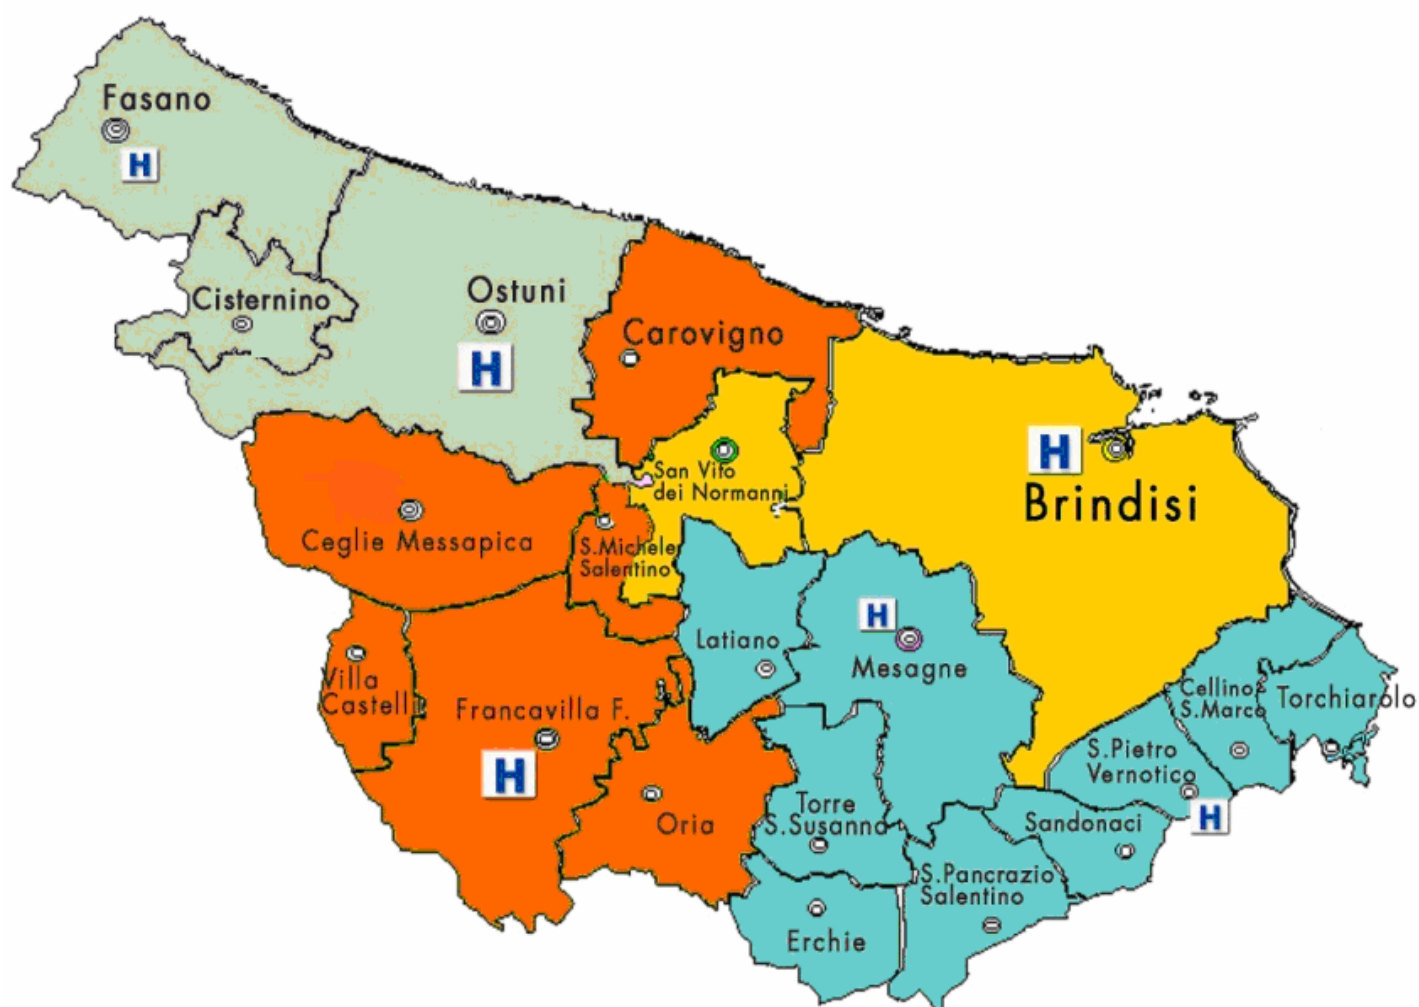 Fasano
H
Cisternino
Ostuni
H
Carovigno
San Vito
dei Normanni
H
Brindisi
Ceglie Messapica
S.Michele
Salentino
Latiano
H
Mesagne
Villa
Castelli
Francavilla F.
H
Oria
Cellino
S.Marco
Torchiarolo
S.Pietro
Vernotico
H
Torre
S.Susanna
Sandonaci
S.Pancrazio
Salentino
Erchie